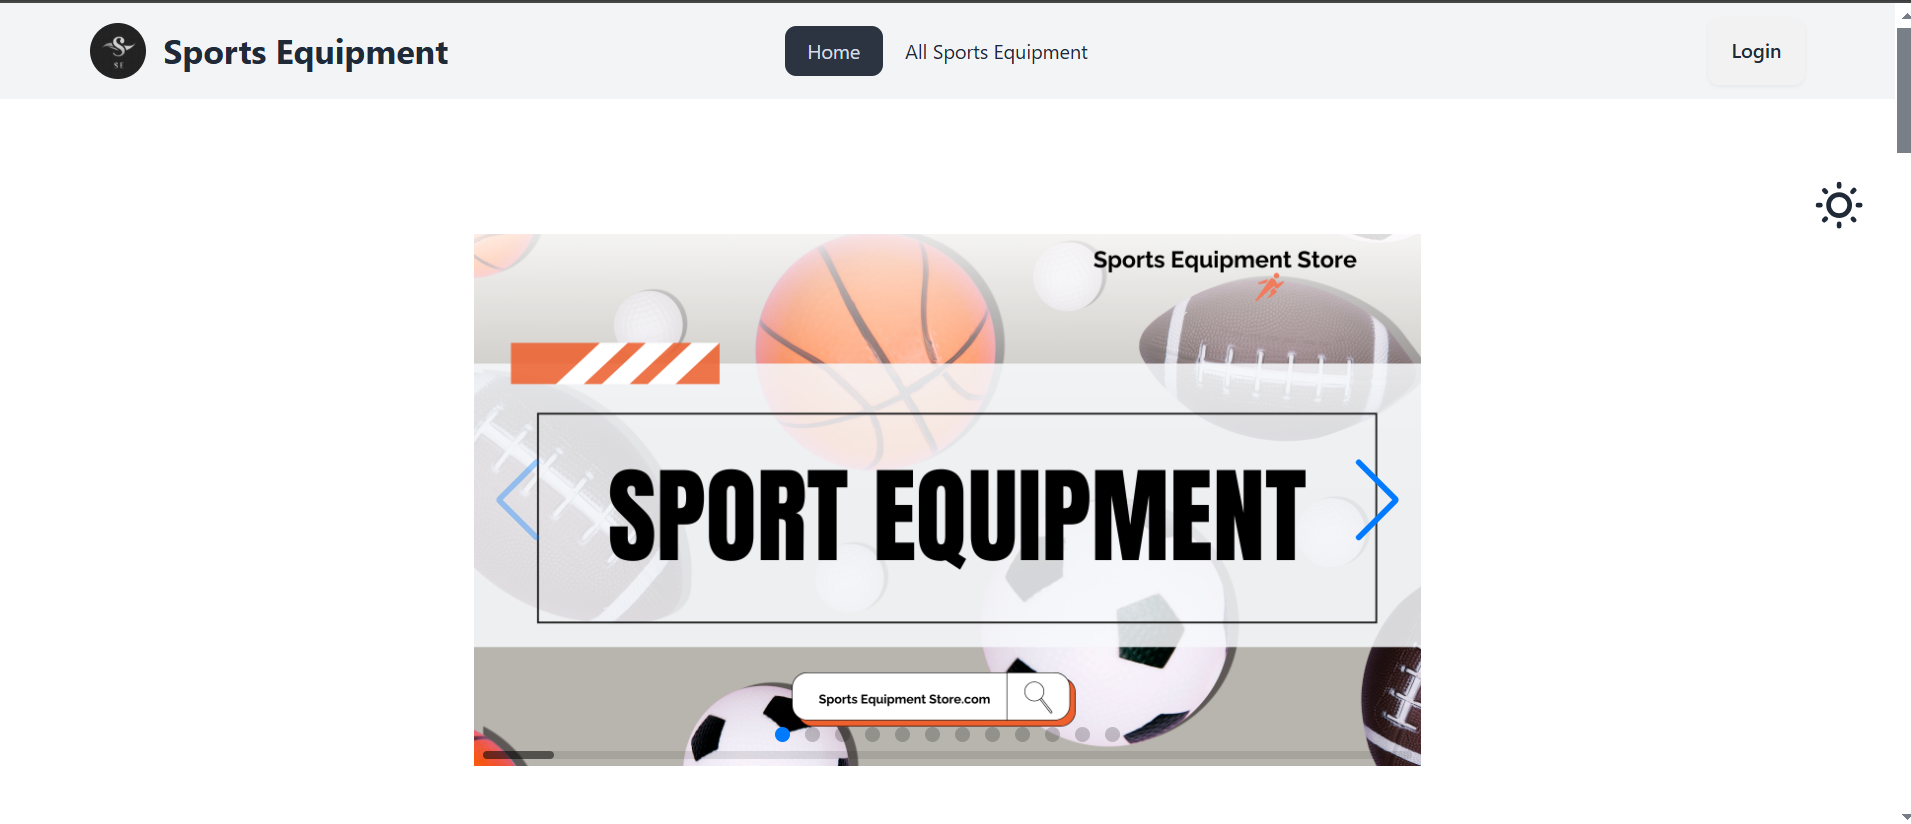 Sports Equipment
Home
All Sports Equipment
Login
Sports Equipment Store
SPORT EQUIPMENT
Sports Equipment Store.com